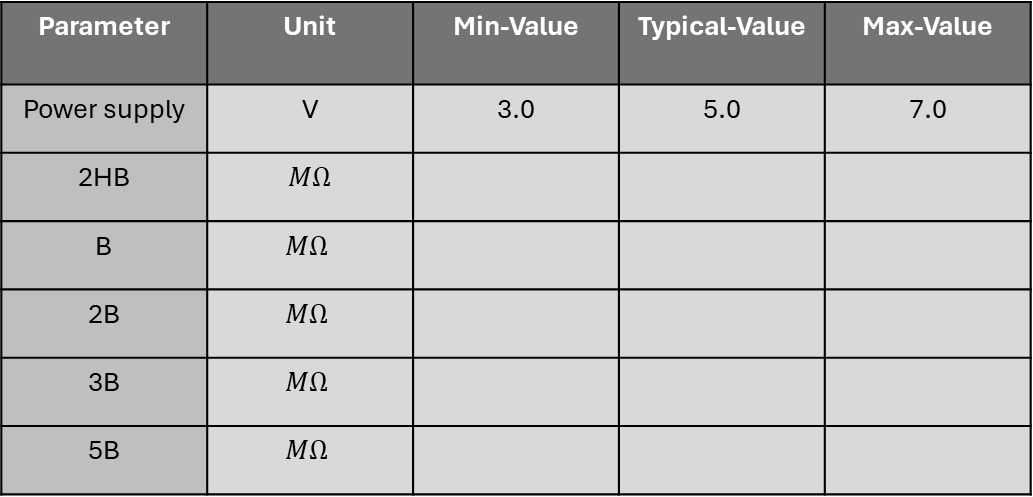 Parameter Unit Min-Value Typical-Value Max-Value
Power supply V 3.0 5.0 7.0
2HB MΩ
B MΩ
2B MΩ
3B MΩ
5B MΩ